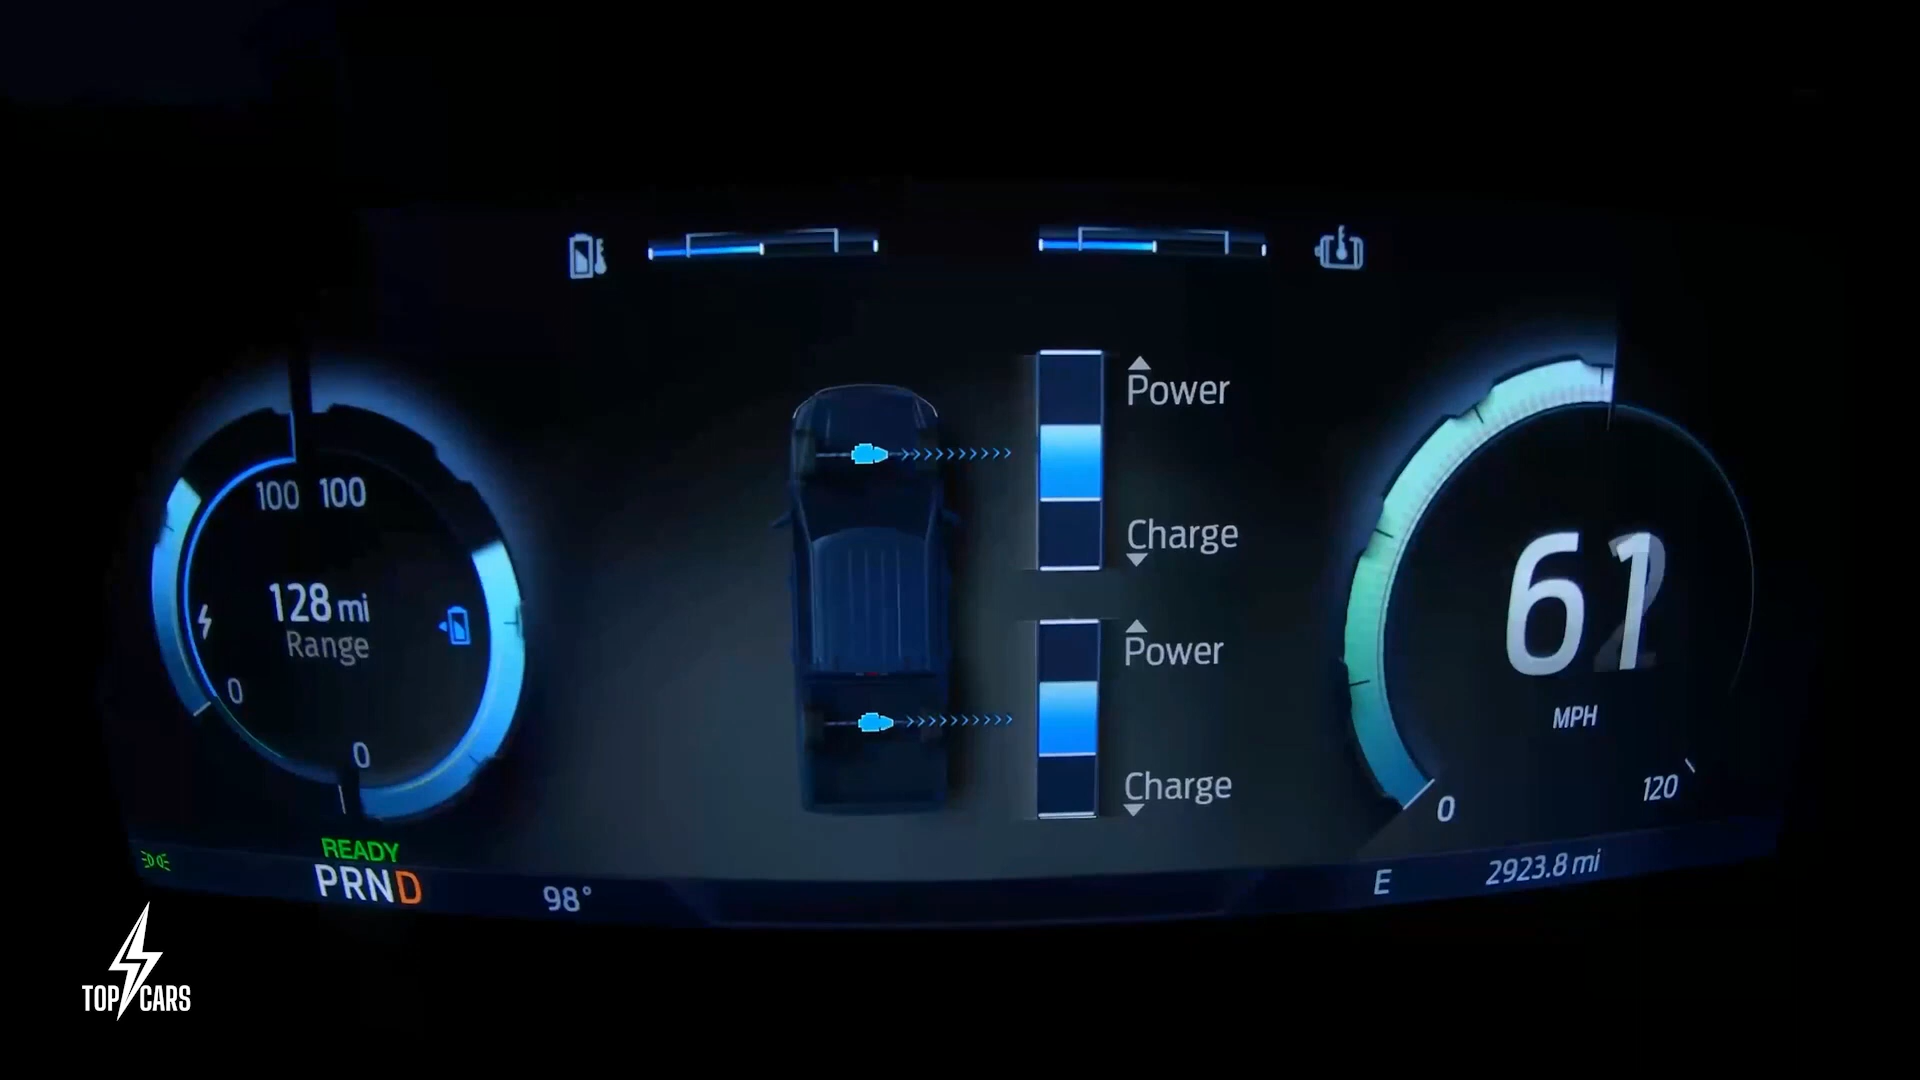 100 100
128 mi
Range
0
0
READY
PRND
98°
Power
Charge
Power
Charge
MPH
0
120
E
2923.8 mi
TOP CARS